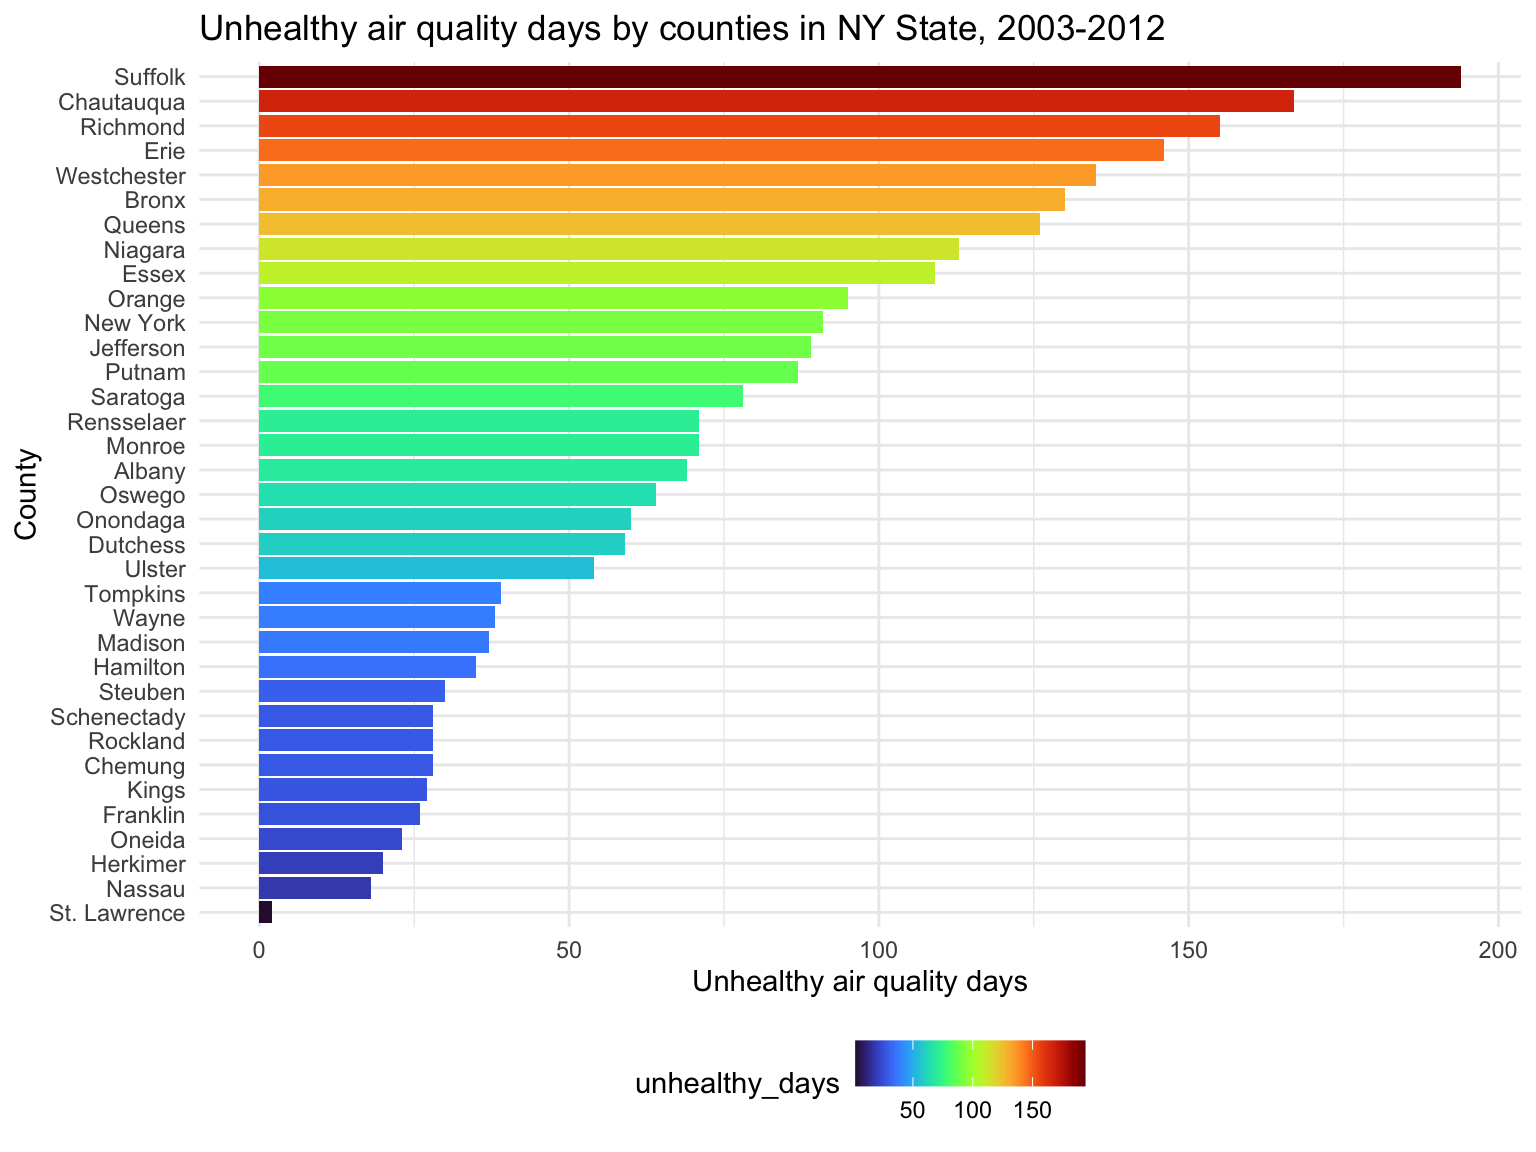 Unhealthy air quality days by counties in NY State, 2003-2012
Suffolk
Chautauqua
Richmond
Erie
Westchester
Bronx
Queens
Niagara
Essex
Orange
New York
Jefferson
Putnam
Saratoga
Rensselaer
Monroe
Albany
Oswego
Onondaga
Dutchess
Ulster
Tompkins
Wayne
Madison
Hamilton
Steuben
Schenectady
Rockland
Chemung
Kings
Franklin
Oneida
Herkimer
Nassau
St. Lawrence
County
0 50 100 150 200
Unhealthy air quality days
unhealthy_days
50 100 150